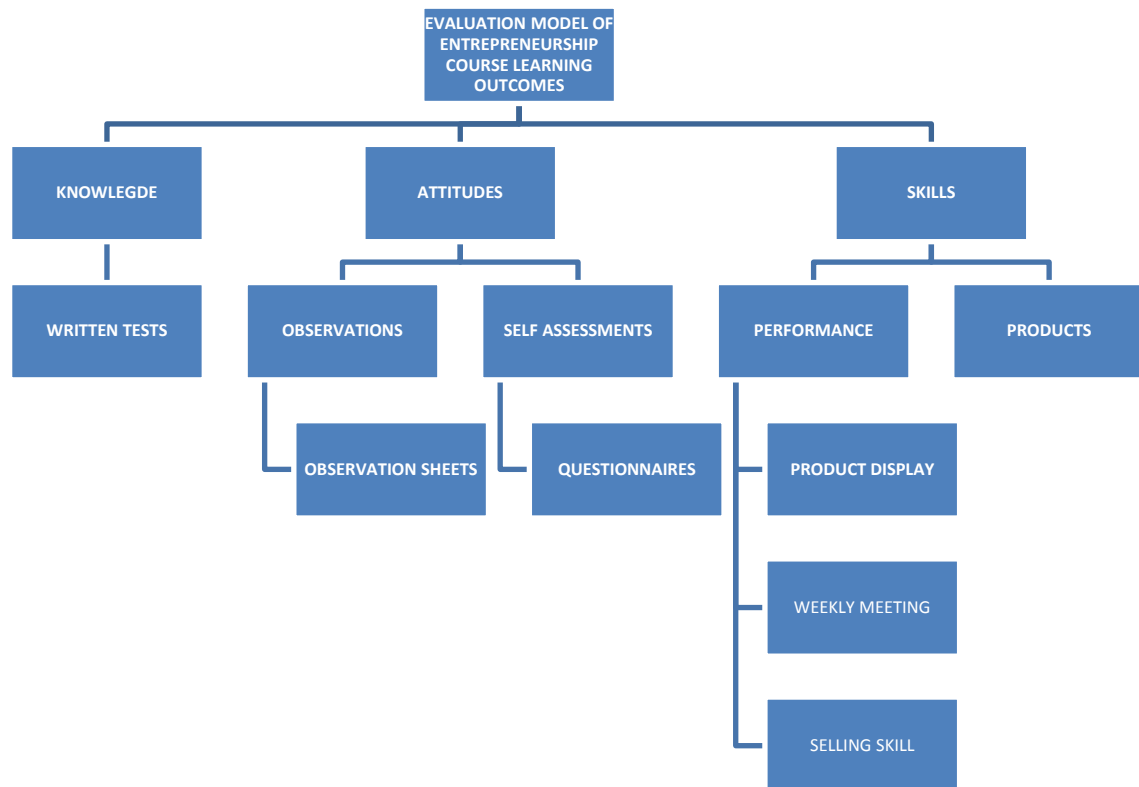 EVALUATION MODEL OF
ENTREPRENEURSHIP
COURSE LEARNING
OUTCOMES
KNOWLEGDE
ATTITUDES
SKILLS
WRITTEN TESTS
OBSERVATIONS
SELF ASSESSMENTS
PERFORMANCE
PRODUCTS
OBSERVATION SHEETS
QUESTIONNAIRES
PRODUCT DISPLAY
WEEKLY MEETING
SELLING SKILL